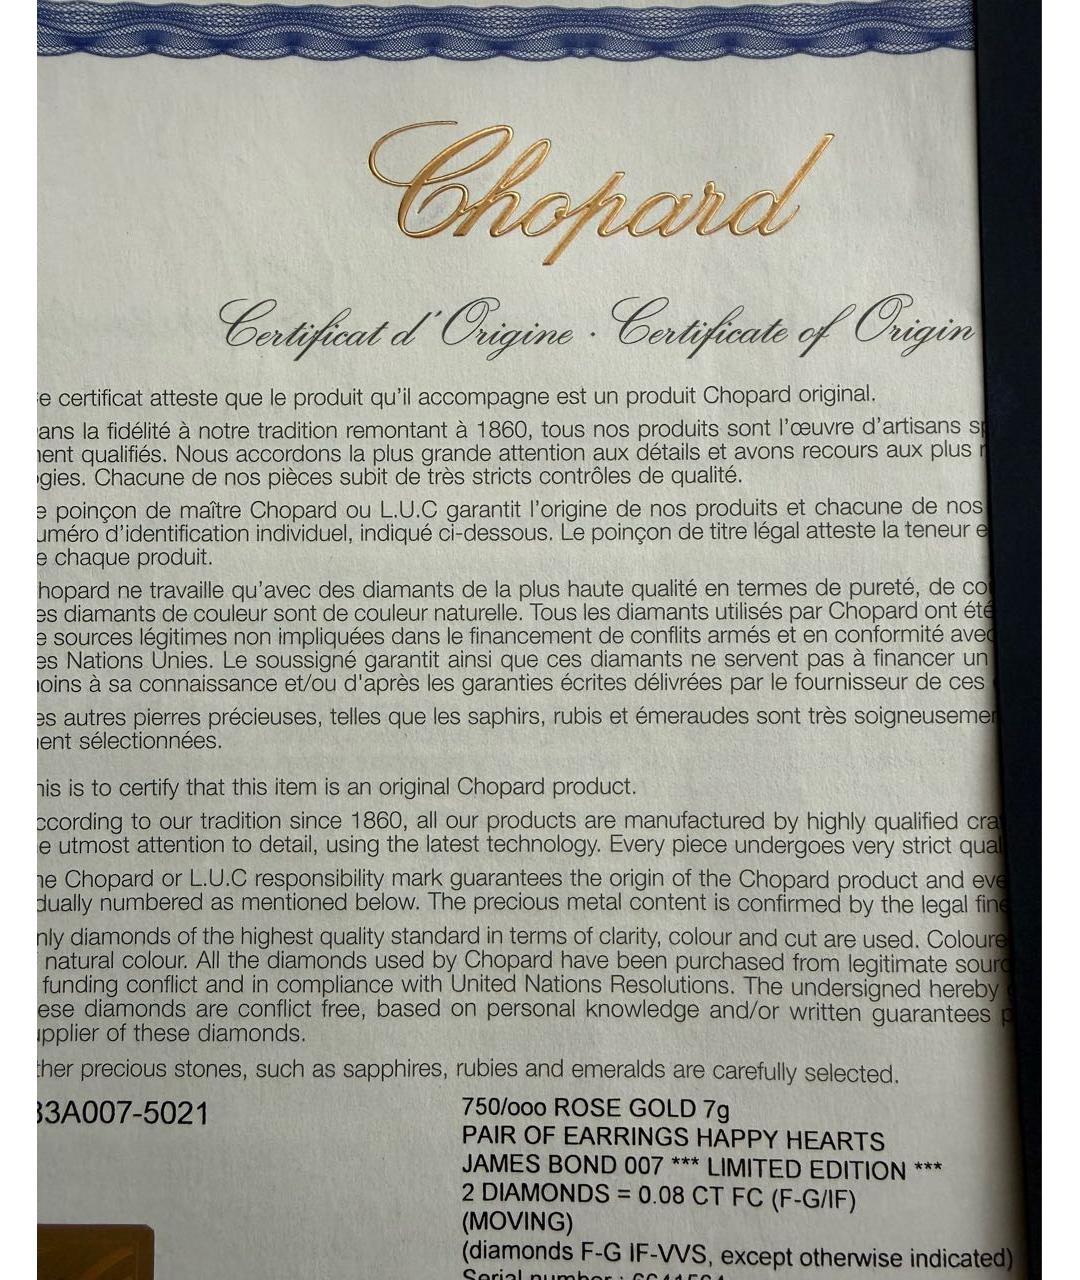 Chopard
Certificat d'Origine · Certificate of Origin
certificat atteste que le produit qu'il accompagne est un produit Chopard original.
ans la fidélité à notre tradition remontant à 1860, tous nos produits sont l'œuvre d'artisans
ent qualifiés. Nous accordons la plus grande attention aux détails et avons recours aux plus
gies. Chacune de nos pièces subit de très stricts contrôles de qualité.
poinçon de maître Chopard ou L.U.C garantit l'origine de nos produits et chacune de nos
uméro d'identification individuel, indiqué ci-dessous. Le poinçon de titre légal atteste la teneur
e chaque produit.
hopard ne travaille qu'avec des diamants de la plus haute qualité en termes de pureté, de co
es diamants de couleur sont de couleur naturelle. Tous les diamants utilisés par Chopard ont été
e sources légitimes non impliquées dans le financement de conflits armés et en conformité avec
es Nations Unies. Le soussigné garantit ainsi que ces diamants ne servent pas à financer un
oins à sa connaissance et/ou d'après les garanties écrites délivrées par le fournisseur de ces
es autres pierres précieuses, telles que les saphirs, rubis et émeraudes sont très soigneusemen
ent sélectionnées.
his is to certify that this item is an original Chopard product.
ccording to our tradition since 1860, all our products are manufactured by highly qualified cra
e utmost attention to detail, using the latest technology. Every piece undergoes very strict qual
he Chopard or L.U.C responsibility mark guarantees the origin of the Chopard product and eve
dually numbered as mentioned below. The precious metal content is confirmed by the legal fine
nly diamonds of the highest quality standard in terms of clarity, colour and cut are used. Coloure
natural colour. All the diamonds used by Chopard have been purchased from legitimate sourc
funding conflict and in compliance with United Nations Resolutions. The undersigned hereby
ese diamonds are conflict free, based on personal knowledge and/or written guarantees p
upplier of these diamonds.
ther precious stones, such as sapphires, rubies and emeralds are carefully selected.
33A007-5021
750/ooo ROSE GOLD 7g
PAIR OF EARRINGS HAPPY HEARTS
JAMES BOND 007 *** LIMITED EDITION ***
2 DIAMONDS = 0.08 CT FC (F-G/IF)
(MOVING)
(diamonds F-G IF-VVS, except otherwise indicated)
Serial number :